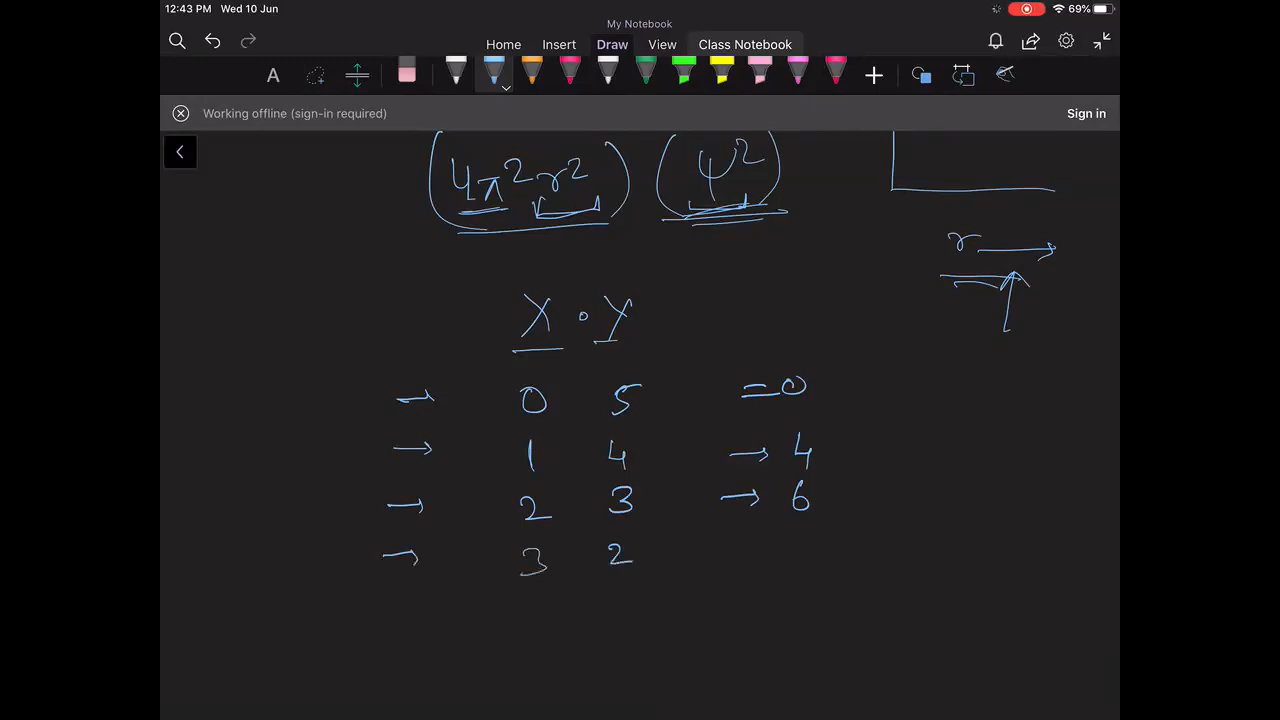 12:43 PM Wed 10 Jun
69%
My Notebook
Home Insert Draw View Class Notebook
A
Working offline (sign-in required) Sign in
(4π²r²) (ψ²)
r
X . Y
0 5 = 0
1 4 → 4
2 3 → 6
3 2